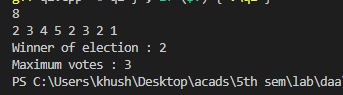 8
2 3 4 5 2 3 2 1
Winner of election : 2
Maximum votes : 3
PS C:\Users\khush\Desktop\acads\5th sem\lab\daa